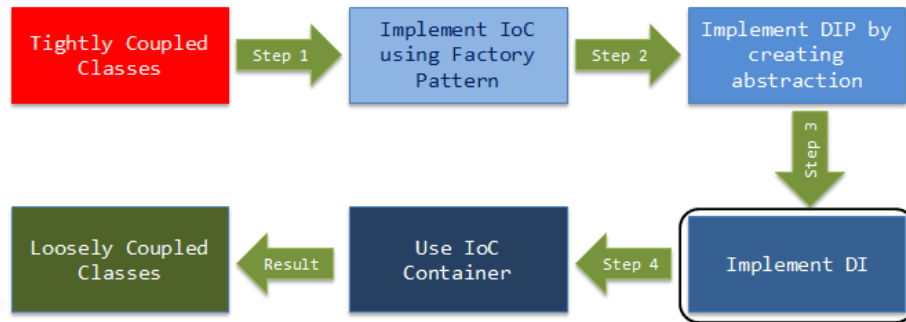 Tightly Coupled
Classes
Step 1
Implement IoC
using Factory
Pattern
Step 2
Implement DIP by
creating
abstraction
Step 3
Implement DI
Step 4
Use IoC
Container
Result
Loosely Coupled
Classes